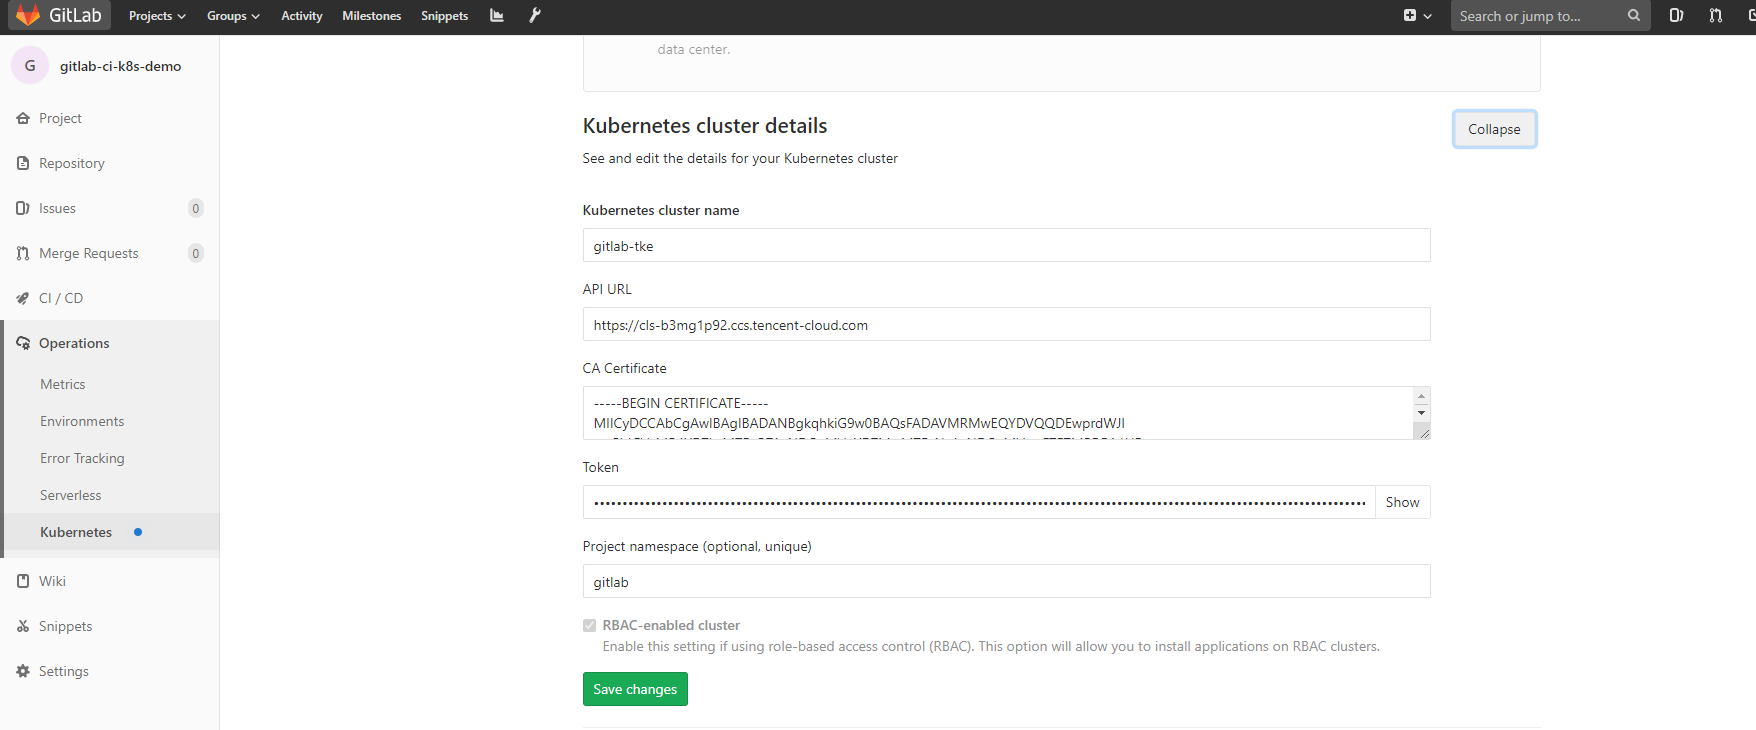 GitLab Projects Groups Activity Milestones Snippets Search or jump to...
G gitlab-ci-k8s-demo
Project
Repository
Issues 0
Merge Requests 0
CI / CD
Operations
Metrics
Environments
Error Tracking
Serverless
Kubernetes
Wiki
Snippets
Settings
data center.
Kubernetes cluster details
Collapse
See and edit the details for your Kubernetes cluster
Kubernetes cluster name
gitlab-tke
API URL
https://cls-b3mg1p92.ccs.tencent-cloud.com
CA Certificate
-----BEGIN CERTIFICATE-----
MIICyDCCAbCgAwIBAgIBADANBgkqhkiG9w0BAQsFADAVMRMwEQYDVQQDEwprdWJl
Token
Show
Project namespace (optional, unique)
gitlab
RBAC-enabled cluster
Enable this setting if using role-based access control (RBAC). This option will allow you to install applications on RBAC clusters.
Save changes